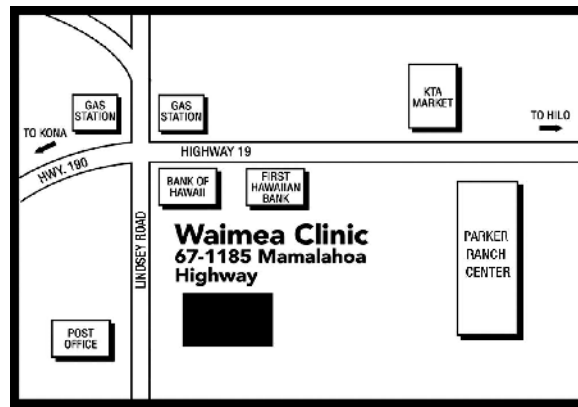 GAS
STATION
GAS
STATION
KTA
MARKET
TO KONA
TO HILO
HIGHWAY 19
HWY. 190
BANK OF
HAWAII
FIRST
HAWAIIAN
BANK
Waimea Clinic
67-1185 Mamalahoa
Highway
LINDSEY ROAD
PARKER
RANCH
CENTER
POST
OFFICE